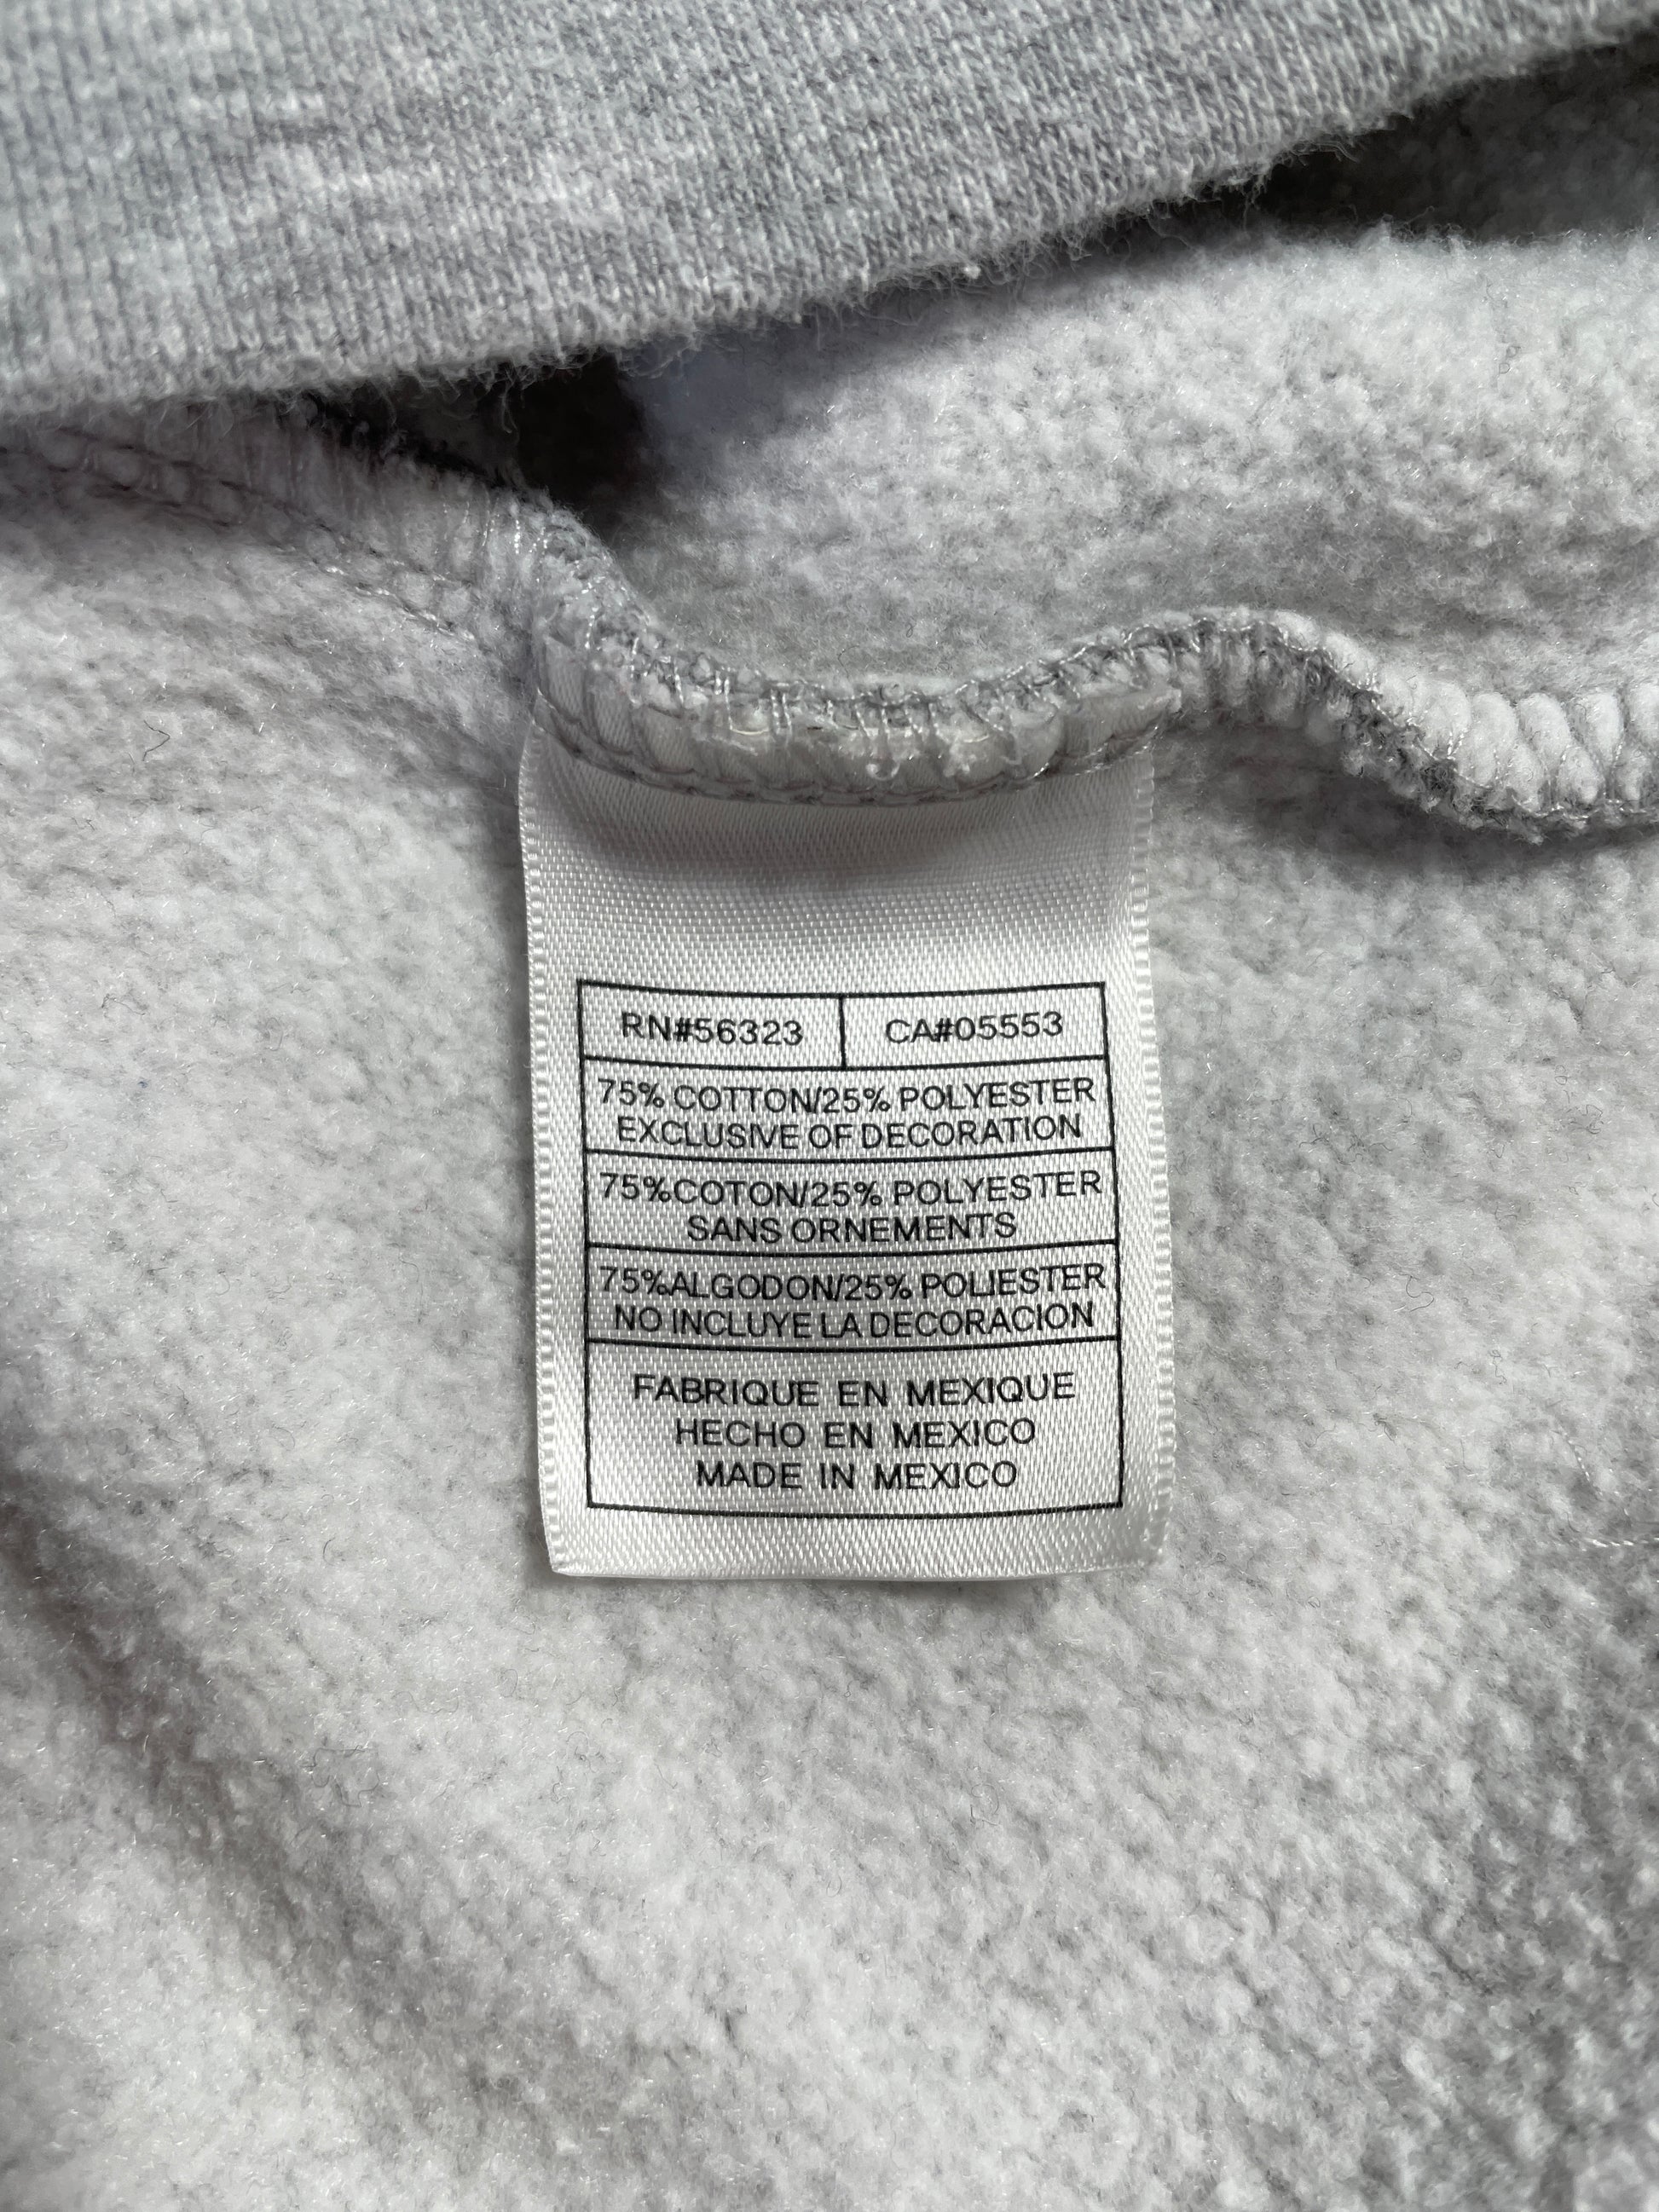 RN#56323 CA#05553
75% COTTON/25% POLYESTER
EXCLUSIVE OF DECORATION
75%COTON/25% POLYESTER
SANS ORNEMENTS
75%ALGODON/25% POLIESTER
NO INCLUYE LA DECORACION
FABRIQUE EN MEXIQUE
HECHO EN MEXICO
MADE IN MEXICO